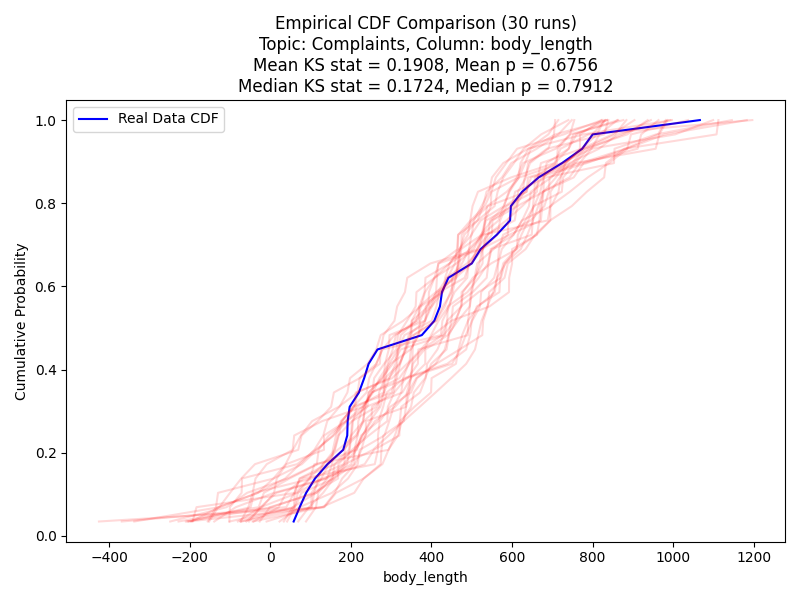 Empirical CDF Comparison (30 runs)
Topic: Complaints, Column: body_length
Mean KS stat = 0.1908, Mean p = 0.6756
Median KS stat = 0.1724, Median p = 0.7912
Real Data CDF
Cumulative Probability
1.0
0.8
0.6
0.4
0.2
0.0
−400 −200 0 200 400 600 800 1000 1200
body_length